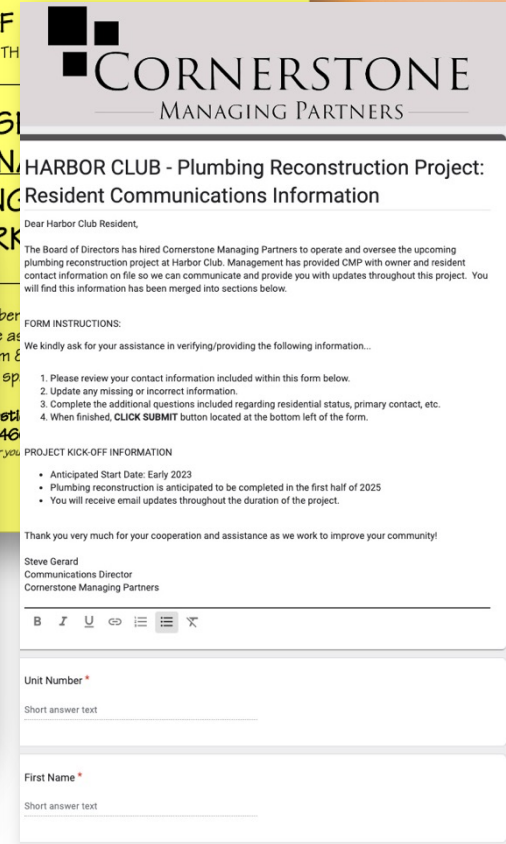 F
TH
CORNERSTONE
MANAGING PARTNERS
HARBOR CLUB - Plumbing Reconstruction Project:
Resident Communications Information
Dear Harbor Club Resident,
The Board of Directors has hired Cornerstone Managing Partners to operate and oversee the upcoming
plumbing reconstruction project at Harbor Club. Management has provided CMP with owner and resident
contact information on file so we can communicate and provide you with updates throughout this project. You
will find this information has been merged into sections below.
FORM INSTRUCTIONS:
We kindly ask for your assistance in verifying/providing the following information...
1. Please review your contact information included within this form below.
2. Update any missing or incorrect information.
3. Complete the additional questions included regarding residential status, primary contact, etc.
4. When finished, CLICK SUBMIT button located at the bottom left of the form.
PROJECT KICK-OFF INFORMATION
• Anticipated Start Date: Early 2023
• Plumbing reconstruction is anticipated to be completed in the first half of 2025
• You will receive email updates throughout the duration of the project.
Thank you very much for your cooperation and assistance as we work to improve your community!
Steve Gerard
Communications Director
Cornerstone Managing Partners
B I U
Unit Number *
Short answer text
First Name *
Short answer text